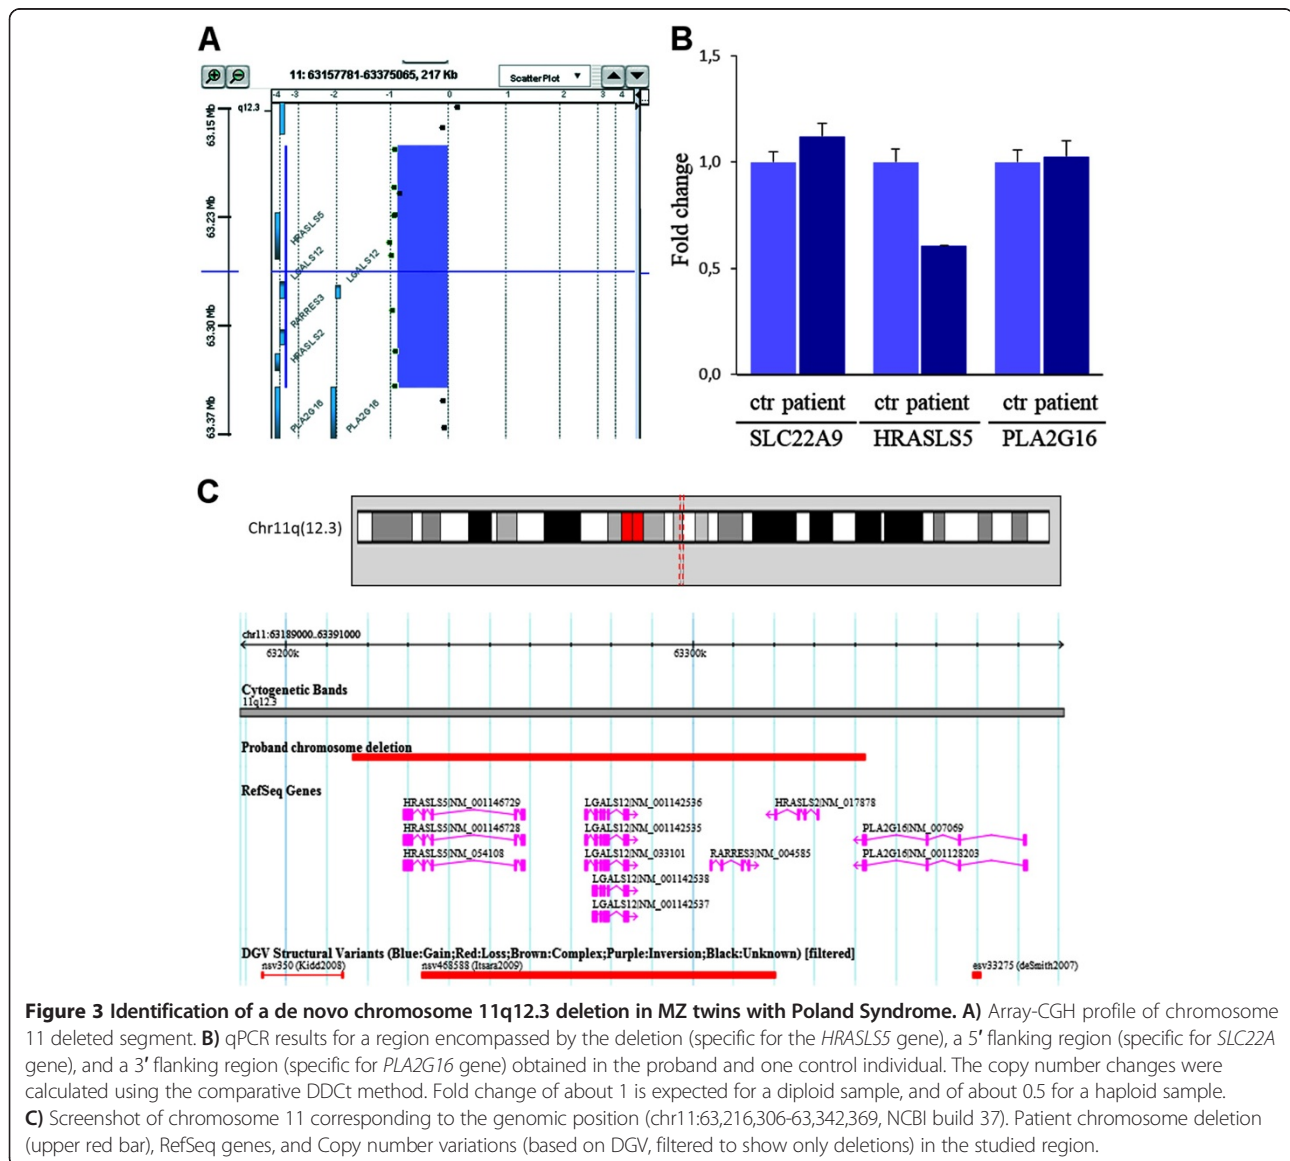 A
11: 63157781-63375065, 217 Kb
ScatterPlot
-4 -3 -2 -1 0 1 2 3 4
q12.3
63.15 Mb
63.23 Mb
63.30 Mb
63.37 Mb
HRASLS5
LGALS12
LGALS12
RARRES3
HRASLS2
PLA2G16
PLA2G16
B
Fold change
1,5
1,0
0,5
0,0
ctr patient ctr patient ctr patient
SLC22A9 HRASLS5 PLA2G16
C
Chr11q(12.3)
chr11:63189000..63391000
63200k 63300k
Cytogenetic Bands
11q12.3
Proband chromosome deletion
RefSeq Genes
HRASLS5|NM_001146729 LGALS12|NM_001142536 HRASLS2|NM_017878
HRASLS5|NM_001146728 LGALS12|NM_001142535 PLA2G16|NM_007069
HRASLS5|NM_054108 LGALS12|NM_033101 RARRES3|NM_004585 PLA2G16|NM_001128203
LGALS12|NM_001142538
LGALS12|NM_001142537
DGV Structural Variants (Blue:Gain;Red:Loss;Brown:Complex;Purple:Inversion;Black:Unknown) [filtered]
nsv350 (Kidd2008) nsv468588 (Itsara2009) esv33275 (deSmith2007)
Figure 3 Identification of a de novo chromosome 11q12.3 deletion in MZ twins with Poland Syndrome. A) Array-CGH profile of chromosome
11 deleted segment. B) qPCR results for a region encompassed by the deletion (specific for the HRASLS5 gene), a 5′ flanking region (specific for SLC22A
gene), and a 3′ flanking region (specific for PLA2G16 gene) obtained in the proband and one control individual. The copy number changes were
calculated using the comparative DDCt method. Fold change of about 1 is expected for a diploid sample, and of about 0.5 for a haploid sample.
C) Screenshot of chromosome 11 corresponding to the genomic position (chr11:63,216,306-63,342,369, NCBI build 37). Patient chromosome deletion
(upper red bar), RefSeq genes, and Copy number variations (based on DGV, filtered to show only deletions) in the studied region.